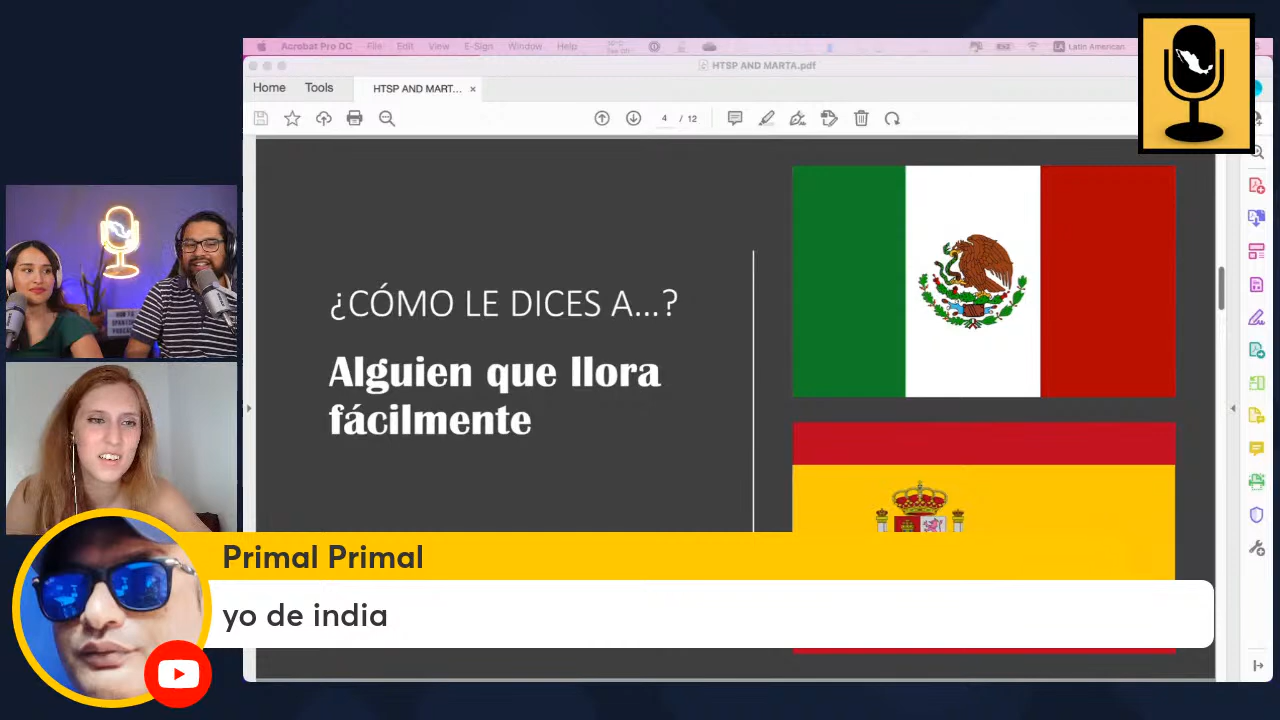 Acrobat Pro DC File Edit View E-Sign Window Help
Latin American
HTSP AND MARTA.pdf
Home Tools HTSP AND MART... ×
4 / 12
¿CÓMO LE DICES A...?
Alguien que llora
fácilmente
Primal Primal
yo de india